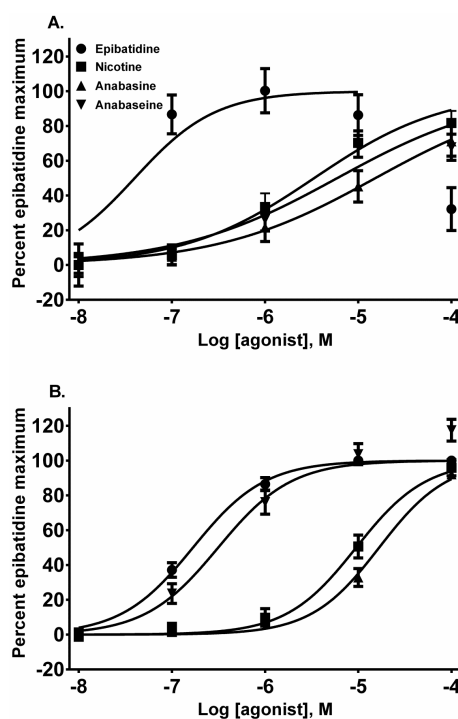 A.
Percent epibatidine maximum
120
100
80
60
40
20
0
-20
Epibatidine
Nicotine
Anabasine
Anabaseine
-8 -7 -6 -5 -4
Log [agonist], M
B.
Percent epibatidine maximum
120
100
80
60
40
20
0
-20
-8 -7 -6 -5 -4
Log [agonist], M